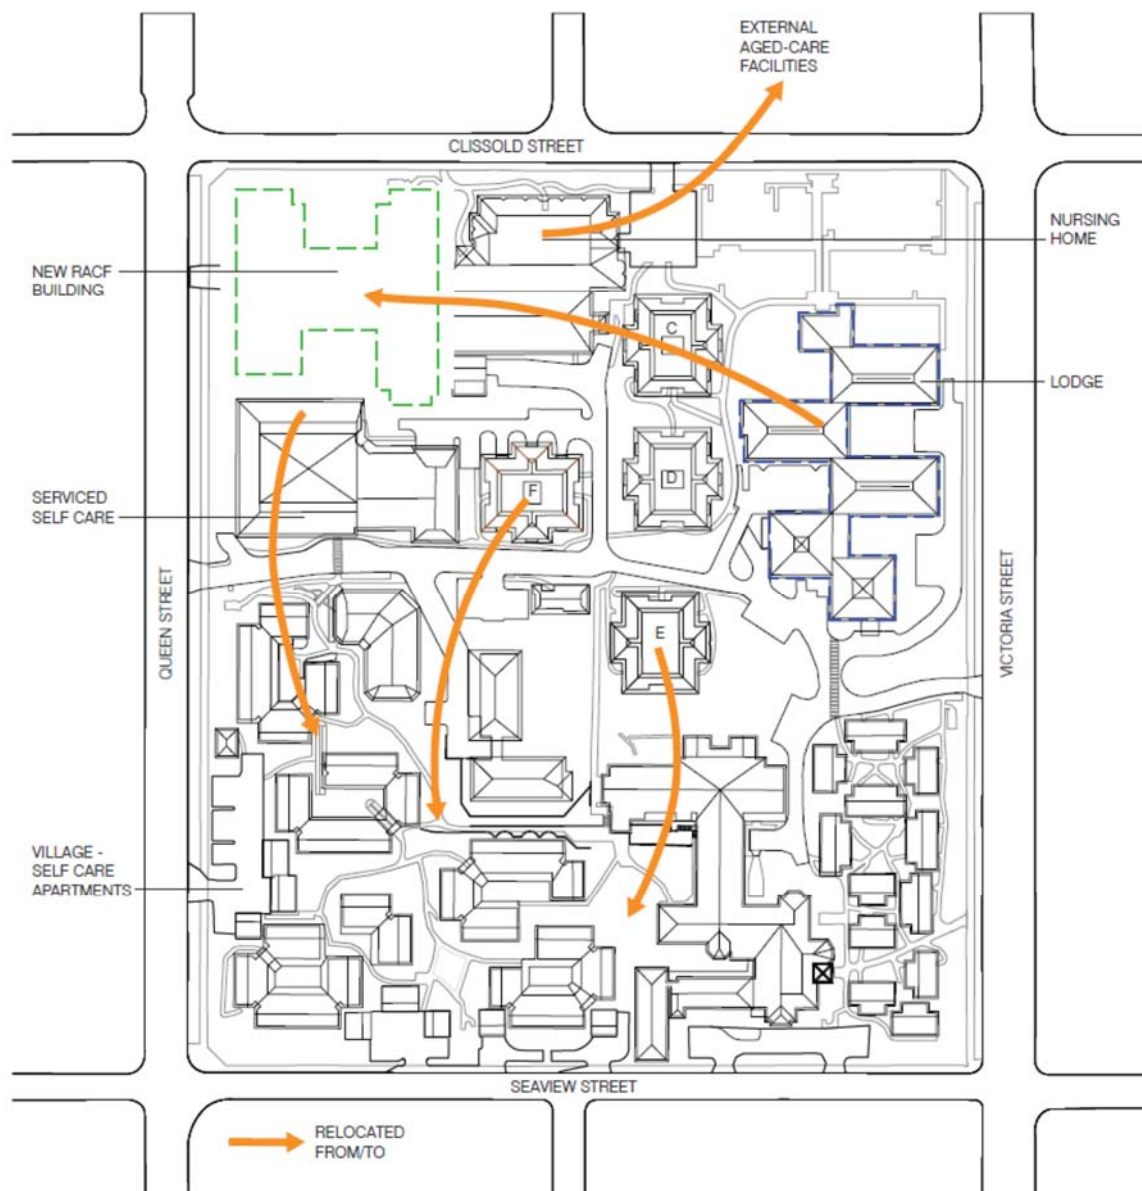 EXTERNAL
AGED-CARE
FACILITIES
CLISSOLD STREET
NURSING
HOME
NEW RACF
BUILDING
C
LODGE
D
F
SERVICED
SELF CARE
QUEEN STREET
VICTORIA STREET
E
VILLAGE -
SELF CARE
APARTMENTS
SEAVIEW STREET
RELOCATED
FROM/TO